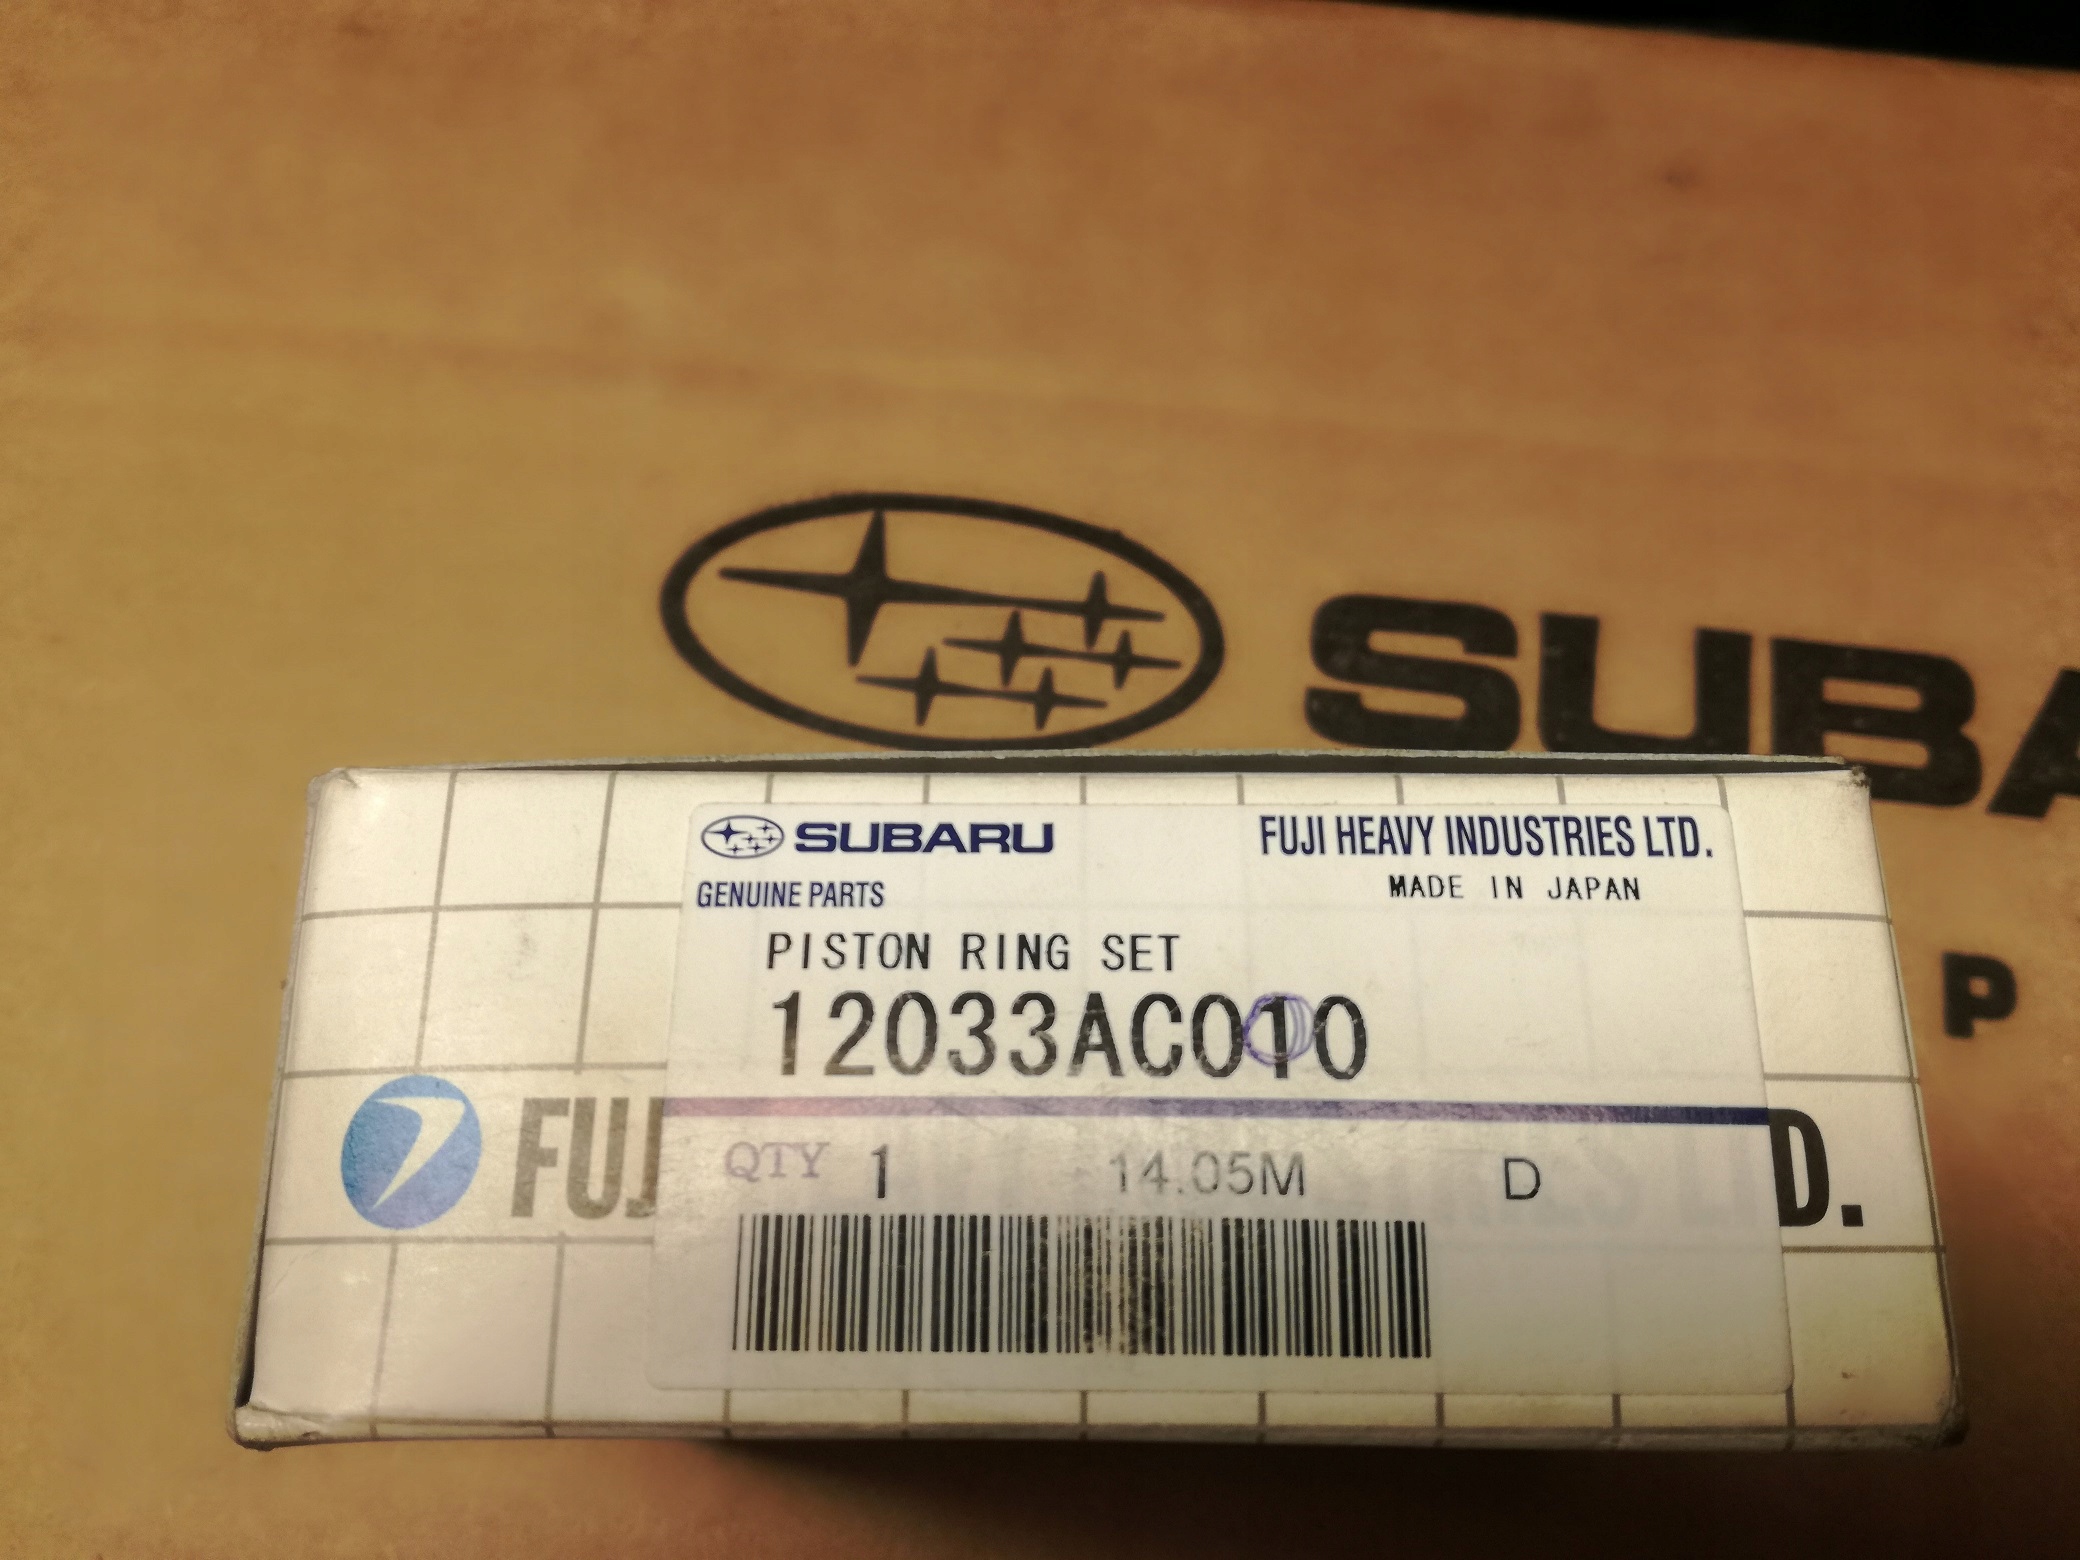 SUBA
P
SUBARU
FUJI HEAVY INDUSTRIES LTD.
GENUINE PARTS
MADE IN JAPAN
PISTON RING SET
12033AC010
FUJ
D.
QTY 1 14.05M D